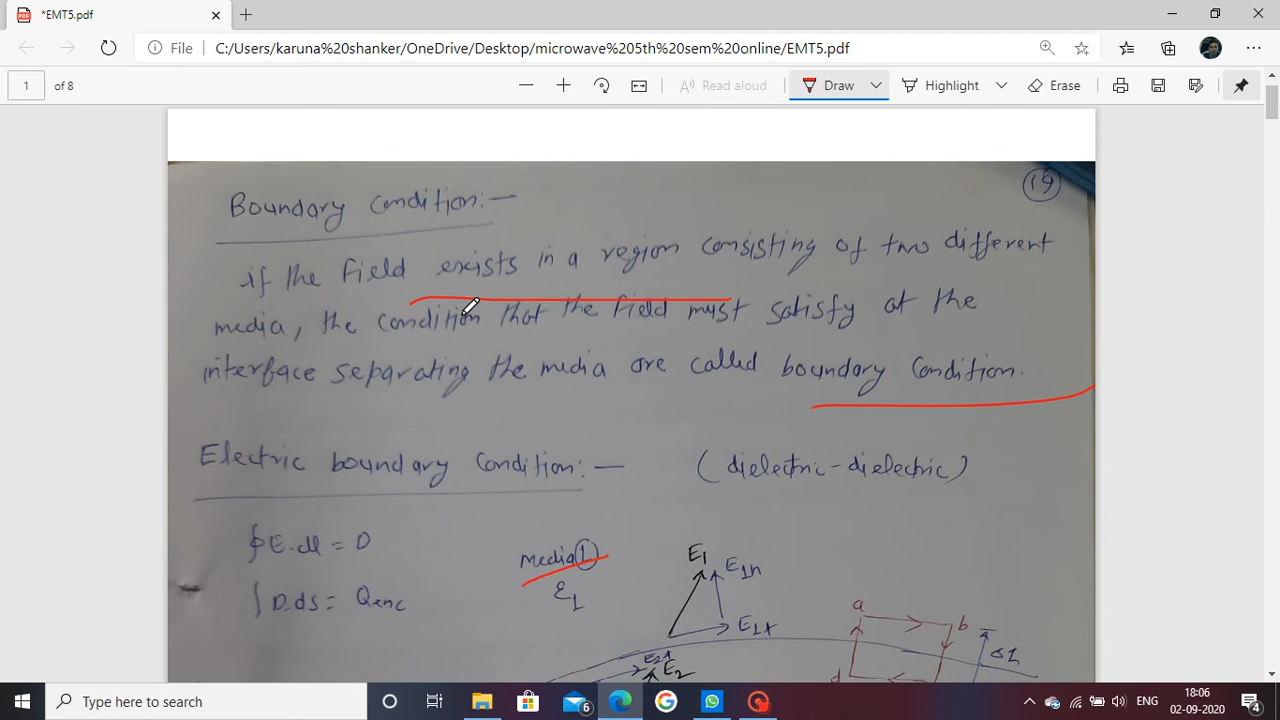 *EMT5.pdf
File
C:/Users/karuna%20shanker/OneDrive/Desktop/microwave%205th%20sem%20online/EMT5.pdf
1 of 8
Read aloud
Draw
Highlight
Erase
19
Boundary Condition:—
if the Field exists in a region consisting of two different
media, the condition that the field must satisfy at the
interface separating the media are called boundary Condition.
Electric boundary Condition:— (dielectric-dielectric)
∮E.dl = 0
∫D.ds = Qenc
media ①
ε1
E1
E1n
E1t
E2t
E2
a
b
d
Type here to search
6
ENG
18:06
02-09-2020
4